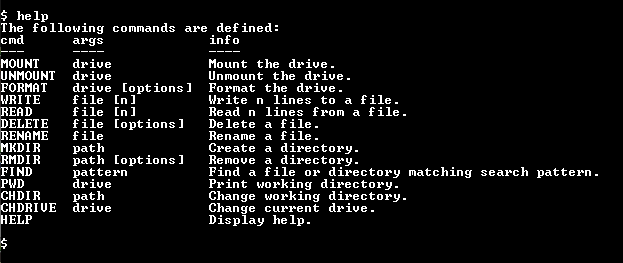 $ help
The following commands are defined:
cmd      args             info
---      ----             ----
MOUNT    drive            Mount the drive.
UNMOUNT  drive            Unmount the drive.
FORMAT   drive [options]  Format the drive.
WRITE    file [n]         Write n lines to a file.
READ     file [n]         Read n lines from a file.
DELETE   file [options]   Delete a file.
RENAME   file             Rename a file.
MKDIR    path             Create a directory.
RMDIR    path [options]   Remove a directory.
FIND     pattern          Find a file or directory matching search pattern.
PWD      drive            Print working directory.
CHDIR    path             Change working directory.
CHDRIVE  drive            Change current drive.
HELP                      Display help.
$